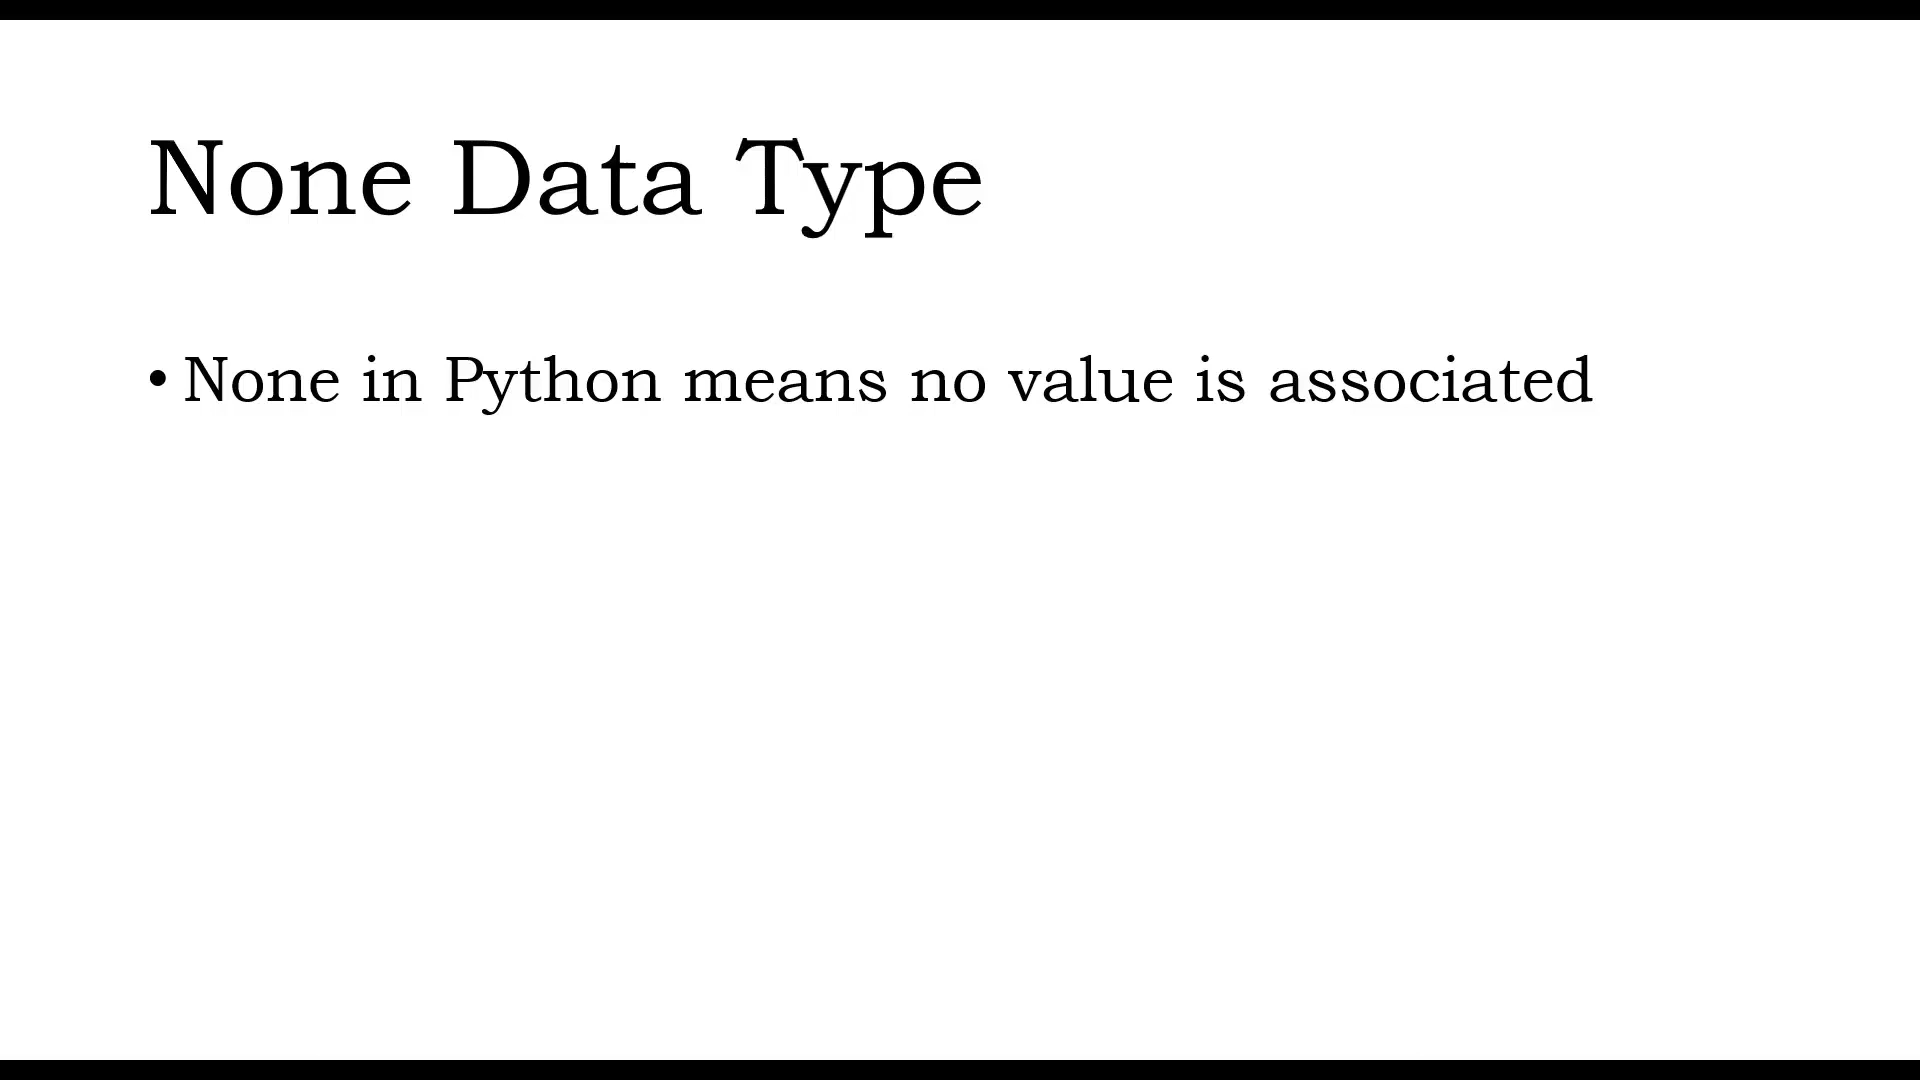 None Data Type
• None in Python means no value is associated